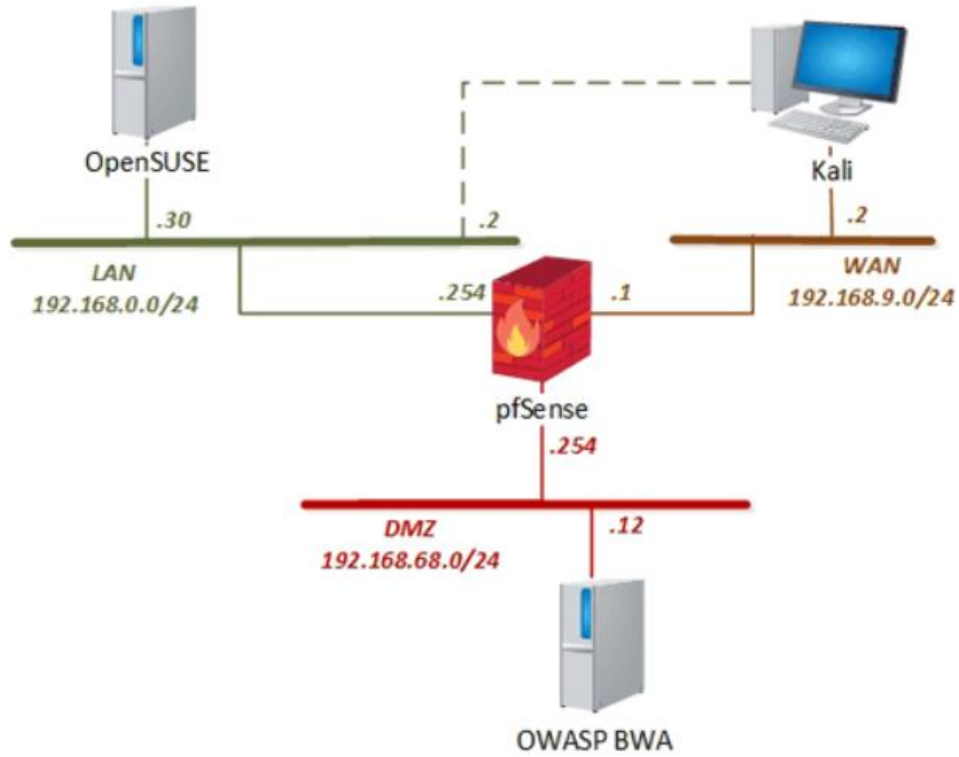 OpenSUSE
Kali
.30
.2
.2
LAN
192.168.0.0/24
WAN
192.168.9.0/24
.254
.1
pfSense
.254
DMZ
192.168.68.0/24
.12
OWASP BWA